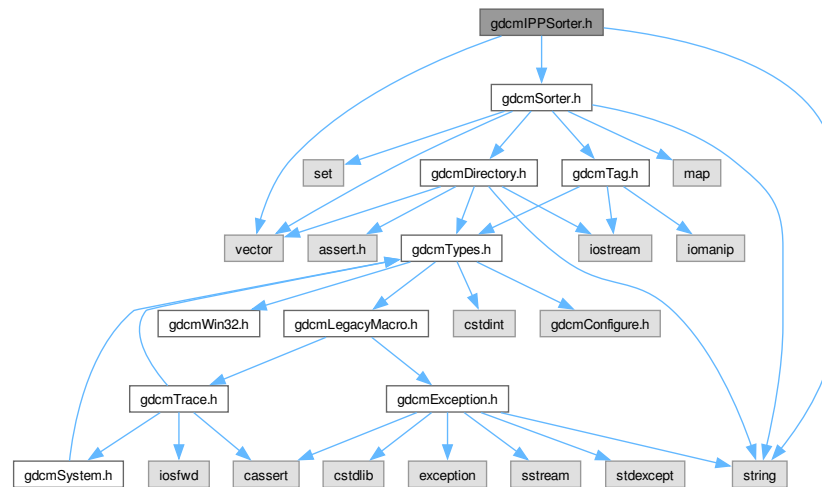 gdcmIPPSorter.h
gdcmSorter.h
set
gdcmDirectory.h
gdcmTag.h
map
vector
assert.h
gdcmTypes.h
iostream
iomanip
gdcmWin32.h
gdcmLegacyMacro.h
cstdint
gdcmConfigure.h
gdcmTrace.h
gdcmException.h
gdcmSystem.h
iosfwd
cassert
cstdlib
exception
sstream
stdexcept
string